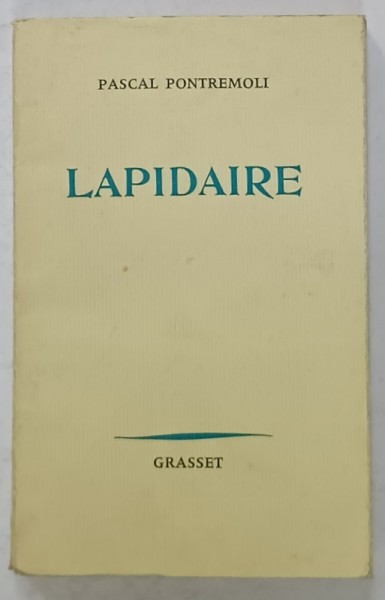 PASCAL PONTREMOLI
LAPIDAIRE
GRASSET